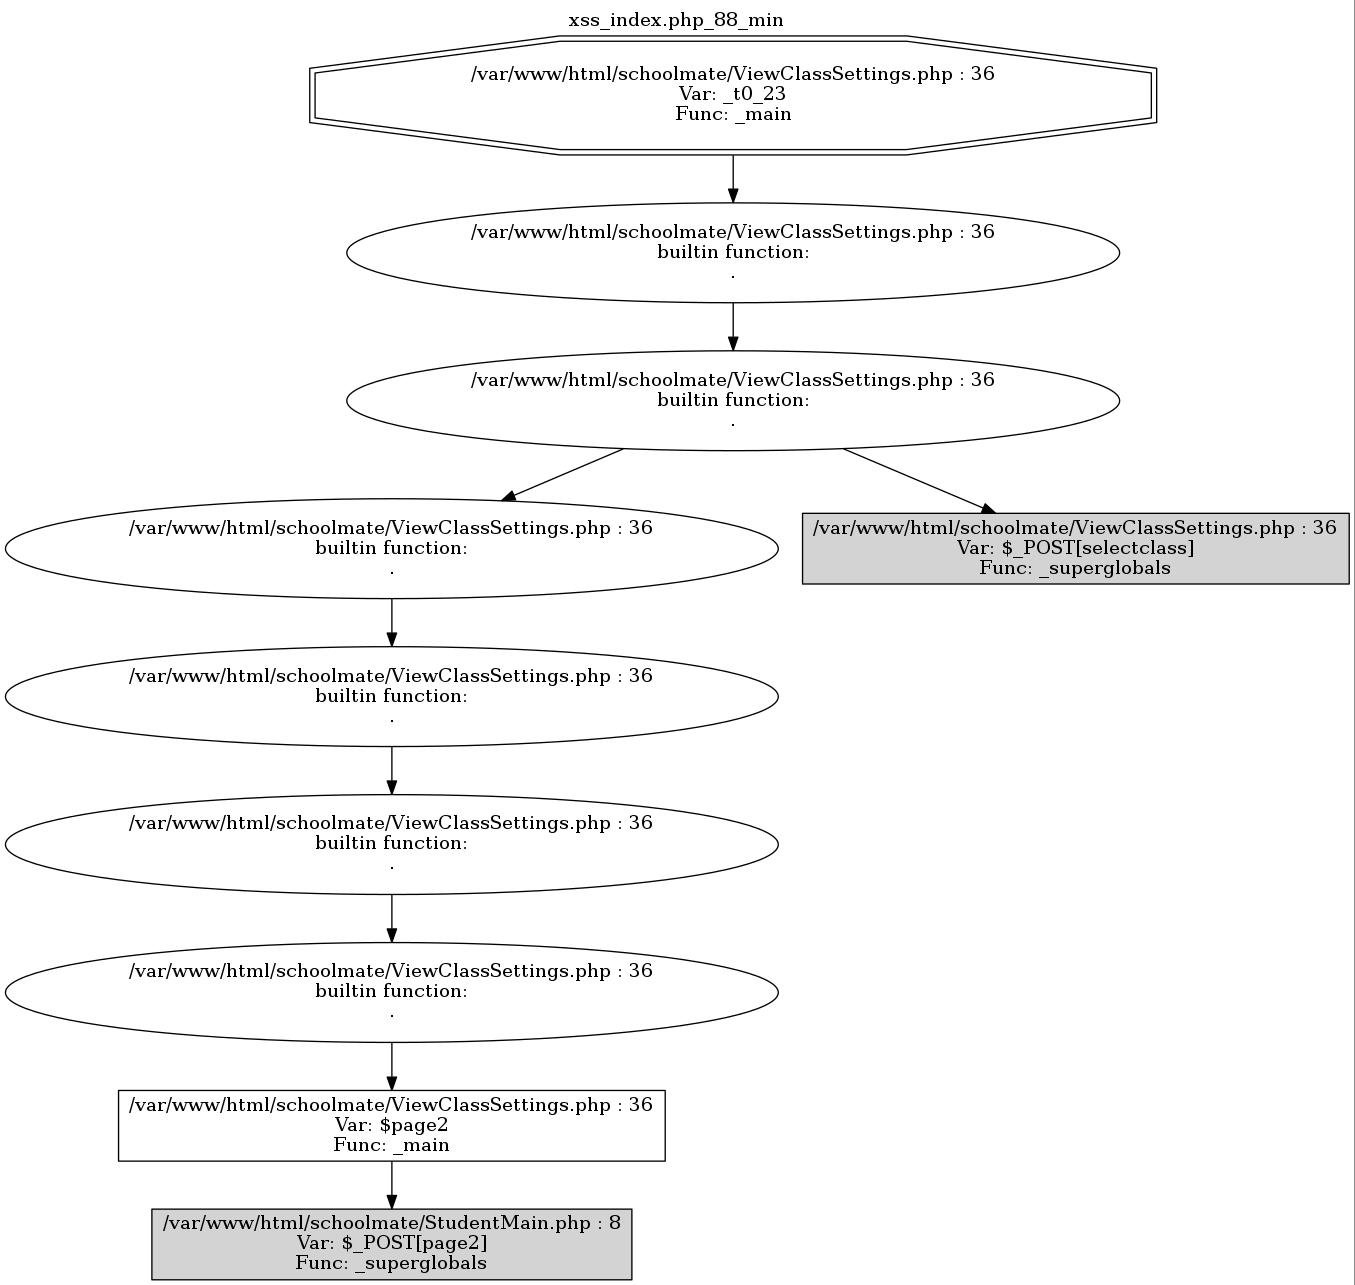 xss_index.php_88_min
/var/www/html/schoolmate/ViewClassSettings.php : 36
Var: _t0_23
Func: _main
/var/www/html/schoolmate/ViewClassSettings.php : 36
builtin function:
.
/var/www/html/schoolmate/ViewClassSettings.php : 36
builtin function:
.
/var/www/html/schoolmate/ViewClassSettings.php : 36
builtin function:
.
/var/www/html/schoolmate/ViewClassSettings.php : 36
Var: $_POST[selectclass]
Func: _superglobals
/var/www/html/schoolmate/ViewClassSettings.php : 36
builtin function:
.
/var/www/html/schoolmate/ViewClassSettings.php : 36
builtin function:
.
/var/www/html/schoolmate/ViewClassSettings.php : 36
builtin function:
.
/var/www/html/schoolmate/ViewClassSettings.php : 36
Var: $page2
Func: _main
/var/www/html/schoolmate/StudentMain.php : 8
Var: $_POST[page2]
Func: _superglobals